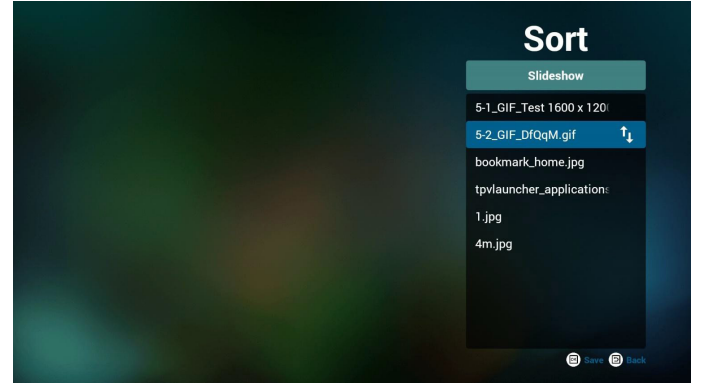 Sort
Slideshow
5-1_GIF_Test 1600 x 120
5-2_GIF_DfQqM.gif
bookmark_home.jpg
tpvlauncher_applications
1.jpg
4m.jpg
Save Back